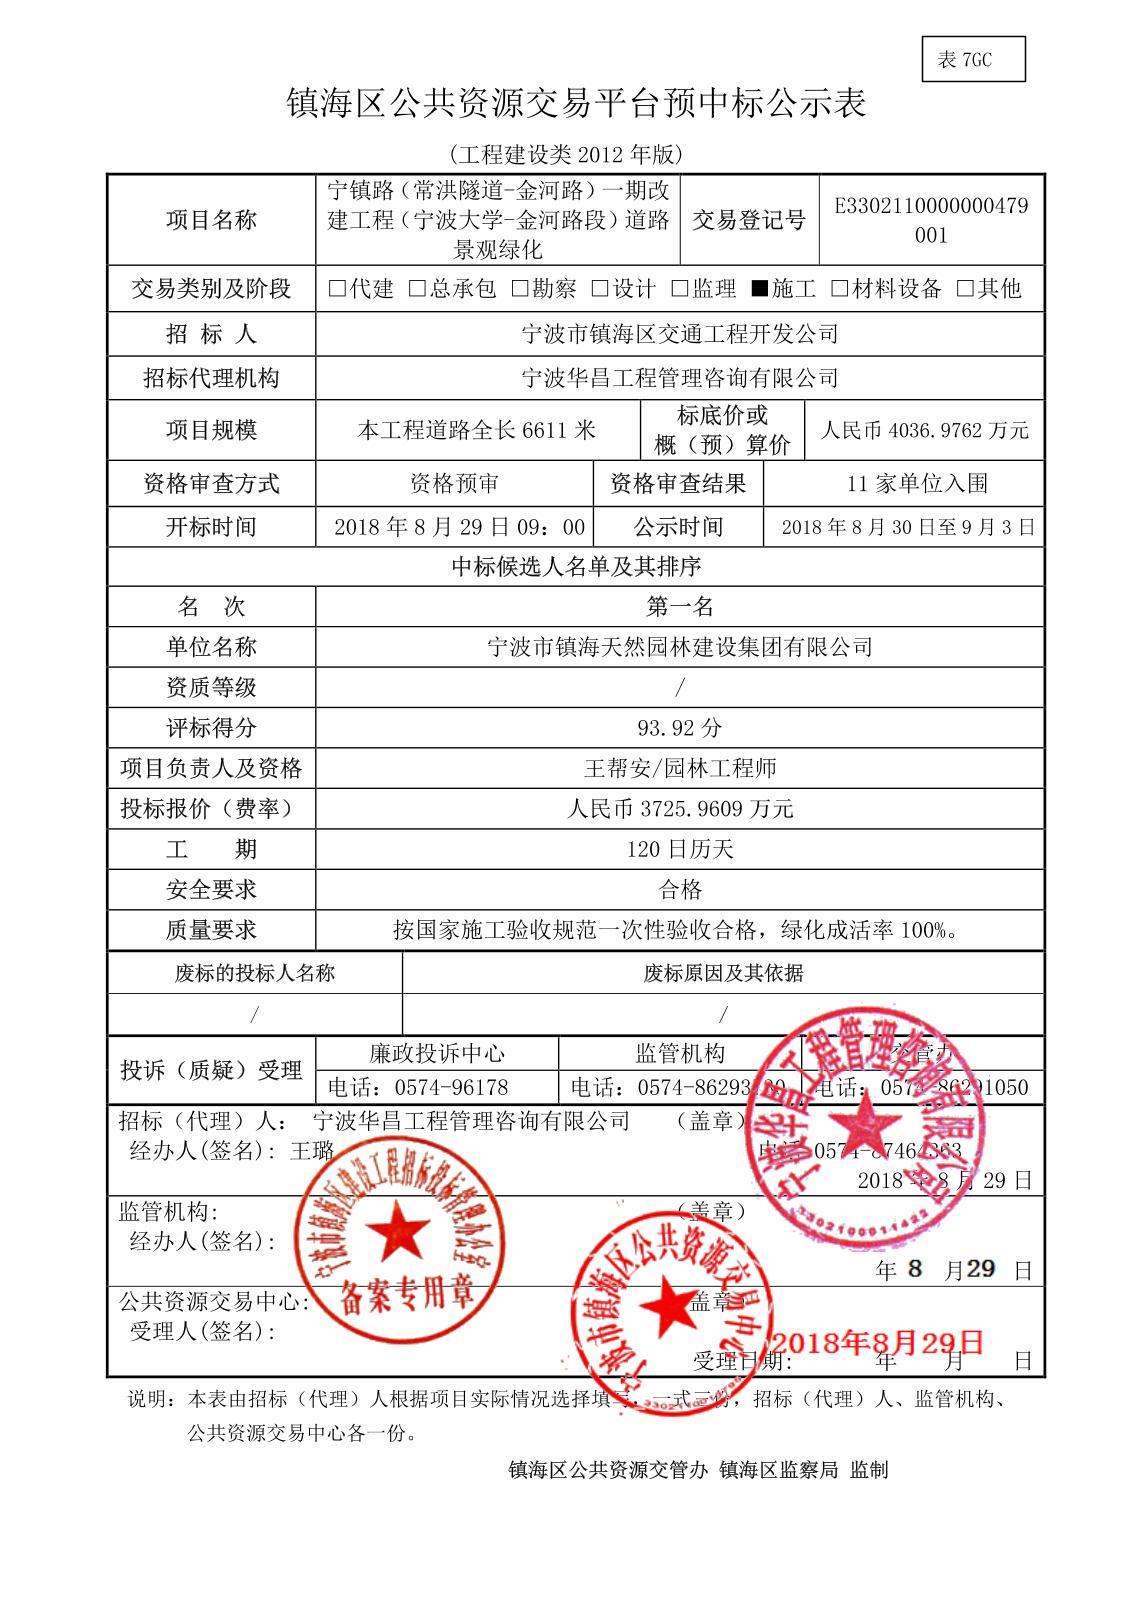 表 7GC
镇海区公共资源交易平台预中标公示表
(工程建设类 2012 年版)
项目名称
宁镇路（常洪隧道-金河路）一期改
建工程（宁波大学-金河路段）道路
景观绿化
交易登记号
E3302110000000479
001
交易类别及阶段
□代建 □总承包 □勘察 □设计 □监理 ■施工 □材料设备 □其他
招 标 人
宁波市镇海区交通工程开发公司
招标代理机构
宁波华昌工程管理咨询有限公司
项目规模
本工程道路全长 6611 米
标底价或
概（预）算价
人民币 4036.9762 万元
资格审查方式
资格预审
资格审查结果
11 家单位入围
开标时间
2018 年 8 月 29 日 09：00
公示时间
2018 年 8 月 30 日至 9 月 3 日
中标候选人名单及其排序
名 次
第一名
单位名称
宁波市镇海天然园林建设集团有限公司
资质等级
/
评标得分
93.92 分
项目负责人及资格
王帮安/园林工程师
投标报价（费率）
人民币 3725.9609 万元
工 期
120 日历天
安全要求
合格
质量要求
按国家施工验收规范一次性验收合格，绿化成活率 100%。
废标的投标人名称
废标原因及其依据
/
/
投诉（质疑）受理
廉政投诉中心
监管机构
交管办
电话：0574-96178
电话：0574-86293
电话：0574-86291050
招标（代理）人： 宁波华昌工程管理咨询有限公司 （盖章）
经办人(签名)：王璐
电话 0574-87464363
2018 年 8 月 29 日
监管机构：
（盖章）
经办人(签名)：
年 8 月 29 日
公共资源交易中心:
盖章
受理人(签名)：
2018年8月29日
受理日期: 年 月 日
宁波华昌工程管理咨询有限公司
3302100011422
宁波市镇海区建设工程招标投标管理办公室
备案专用章
宁波市镇海区公共资源交易中心
说明：本表由招标（代理）人根据项目实际情况选择填写，一式三份，招标（代理）人、监管机构、
公共资源交易中心各一份。
镇海区公共资源交管办 镇海区监察局 监制